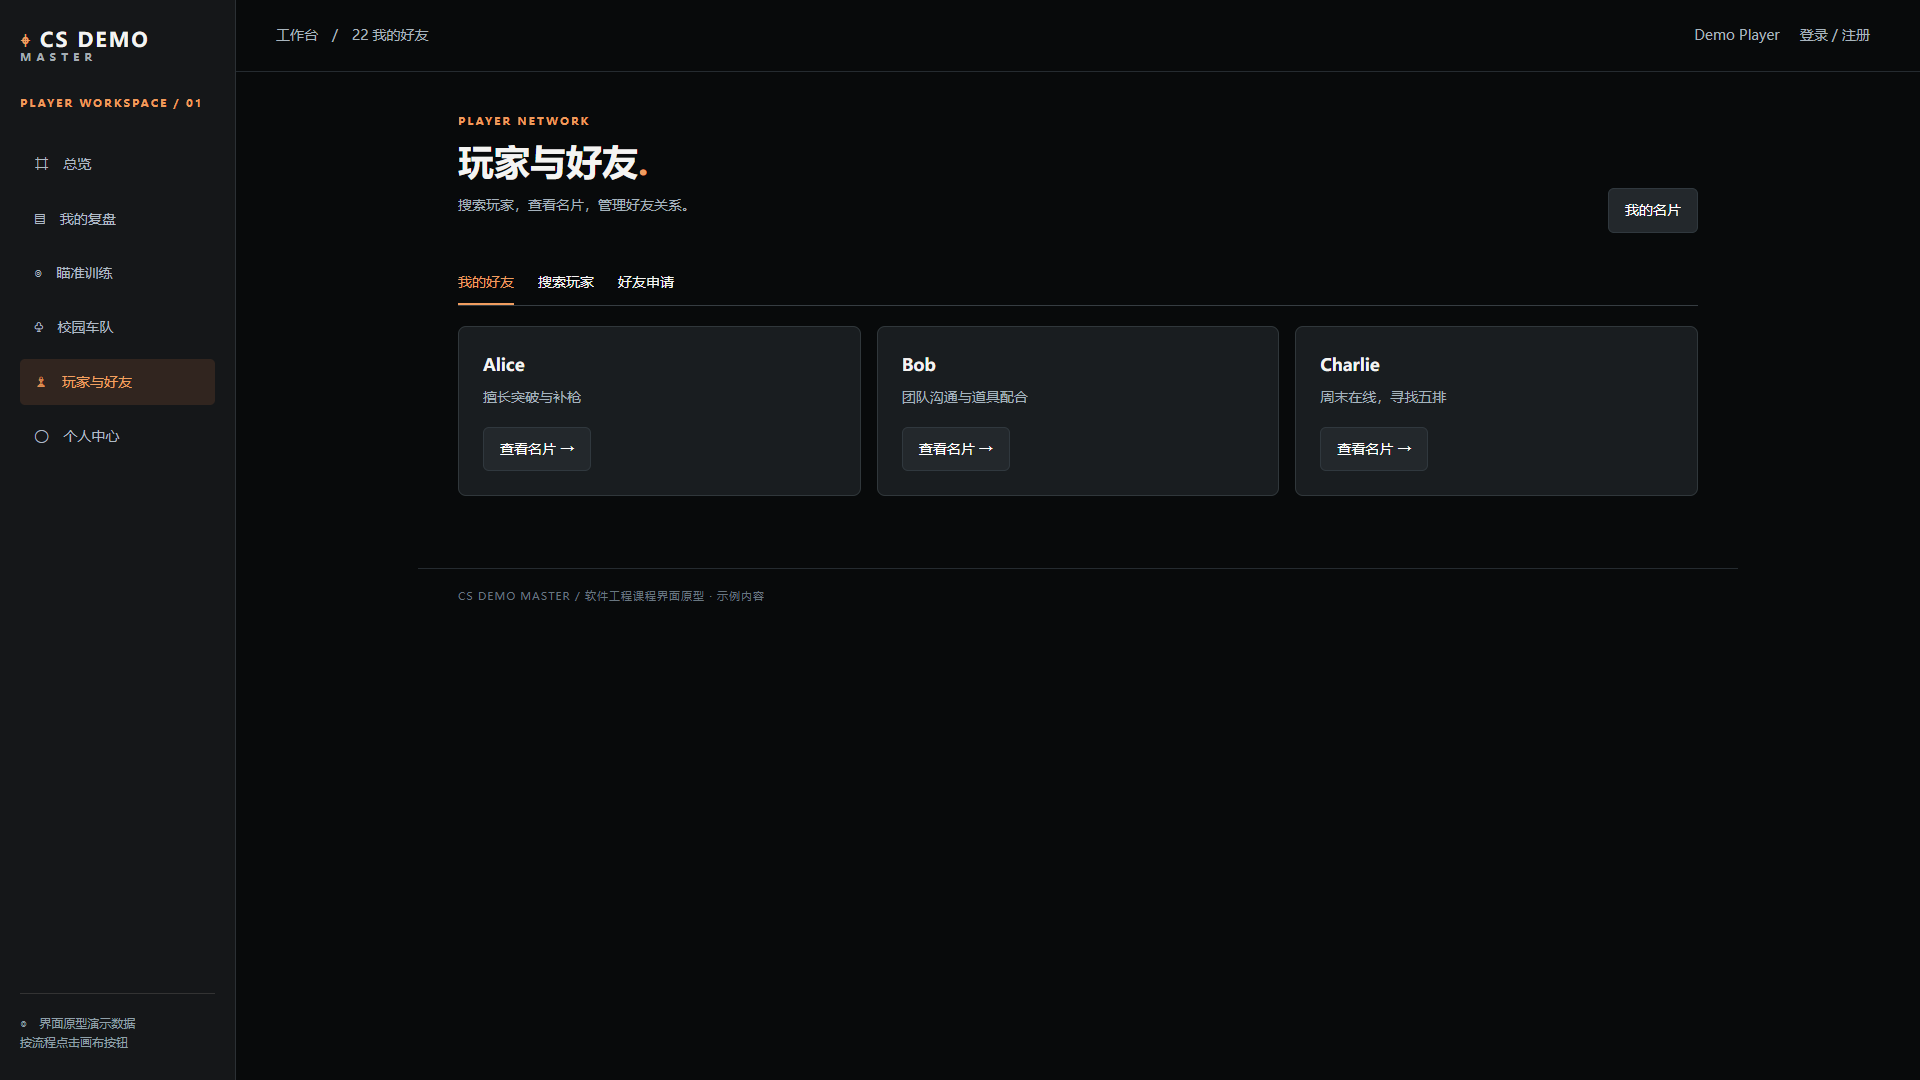 CS DEMO
MASTER
PLAYER WORKSPACE / 01
总览
我的复盘
瞄准训练
校园车队
玩家与好友
个人中心
界面原型演示数据
按流程点击画布按钮
工作台 / 22 我的好友
Demo Player 登录 / 注册
PLAYER NETWORK
玩家与好友.
搜索玩家，查看名片，管理好友关系。
我的名片
我的好友 搜索玩家 好友申请
Alice
擅长突破与补枪
查看名片 →
Bob
团队沟通与道具配合
查看名片 →
Charlie
周末在线，寻找五排
查看名片 →
CS DEMO MASTER / 软件工程课程界面原型 · 示例内容